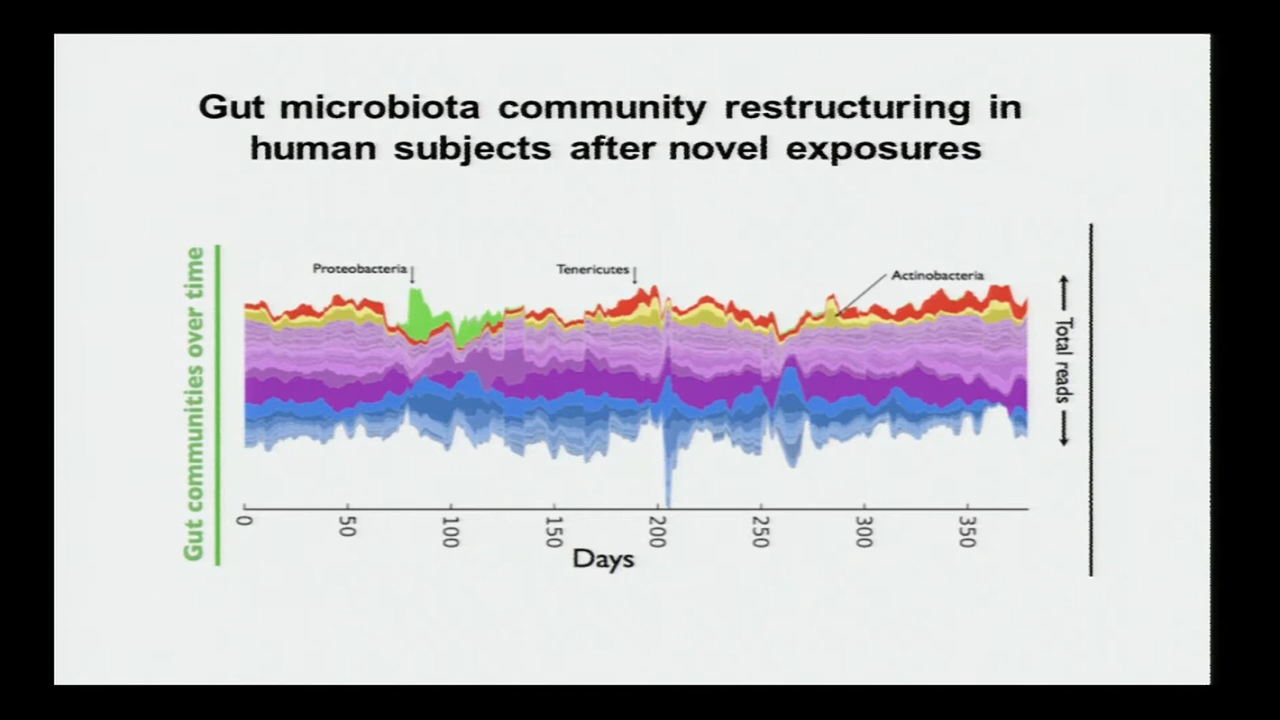 Gut microbiota community restructuring in
human subjects after novel exposures
Gut communities over time
Proteobacteria
Tenericutes
Actinobacteria
Total reads
0 50 100 150 200 250 300 350
Days